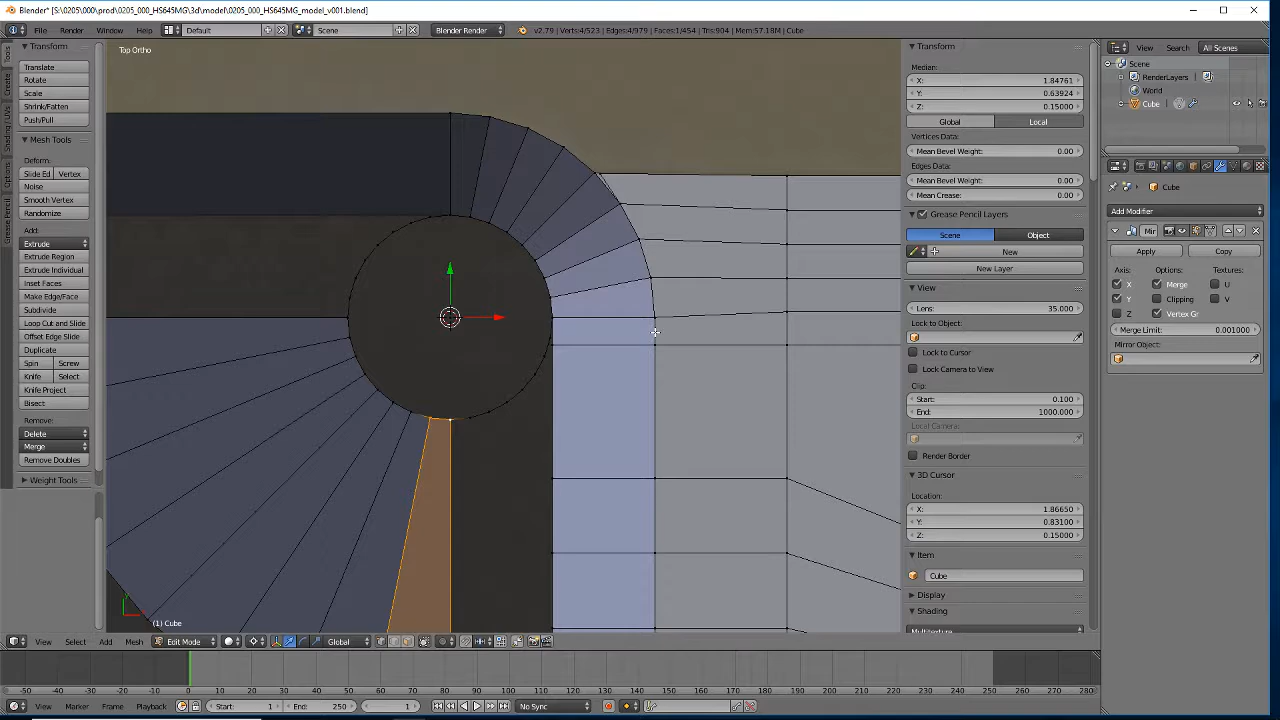 Blender* [S:\0205\000\prod\0205_000_HS645MG\3d\model\0205_000_HS645MG_model_v001.blend]
File Render Window Help Default Scene Blender Render v2.79 | Verts:4/523 | Edges:4/979 | Faces:1/454 | Tris:904 | Mem:57.18M | Cube
Tools
Create
Shading / UVs
Options
Grease Pencil
Transform
Translate
Rotate
Scale
Shrink/Fatten
Push/Pull
Mesh Tools
Deform:
Slide Ed Vertex
Noise
Smooth Vertex
Randomize
Add:
Extrude
Extrude Region
Extrude Individual
Inset Faces
Make Edge/Face
Subdivide
Loop Cut and Slide
Offset Edge Slide
Duplicate
Spin Screw
Knife Select
Knife Project
Bisect
Remove:
Delete
Merge
Remove Doubles
Weight Tools
Top Ortho
(1) Cube
Transform
Median:
X: 1.84761
Y: 0.63924
Z: 0.15000
Global Local
Vertices Data:
Mean Bevel Weight: 0.00
Edges Data:
Mean Bevel Weight: 0.00
Mean Crease: 0.00
Grease Pencil Layers
Scene Object
New
New Layer
View
Lens: 35.000
Lock to Object:
Lock to Cursor
Lock Camera to View
Clip:
Start: 0.100
End: 1000.000
Local Camera:
Render Border
3D Cursor
Location:
X: 1.86650
Y: 0.83100
Z: 0.15000
Item
Cube
Display
Shading
Multitexture
View Search All Scenes
Scene
RenderLayers
World
Cube
Cube
Add Modifier
Mir
Apply Copy
Axis: Options: Textures:
X Merge U
Y Clipping V
Z Vertex Gr
Merge Limit: 0.001000
Mirror Object:
View Select Add Mesh Edit Mode Global
-50 -40 -30 -20 -10 0 10 20 30 40 50 60 70 80 90 100 110 120 130 140 150 160 170 180 190 200 210 220 230 240 250 260 270 280
View Marker Frame Playback Start: 1 End: 250 1 No Sync